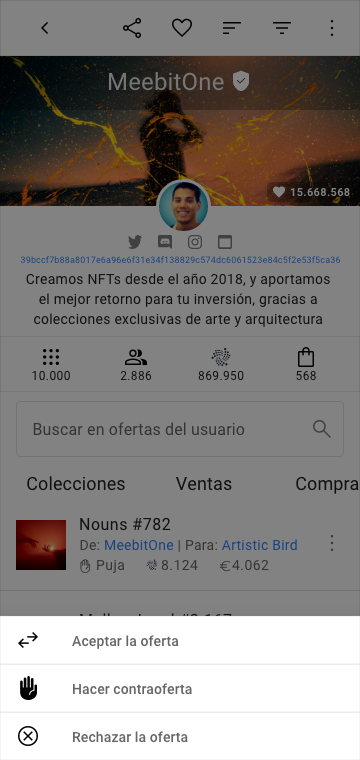 MeebitOne
15.668.568
39bccf7b88a8017e6a96e6f31e34f138829c574dc6061523e84c5f2e53f5ca36
Creamos NFTs desde el año 2018, y aportamos
el mejor retorno para tu inversión, gracias a
colecciones exclusivas de arte y arquitectura
10.000 2.886 869.950 568
Buscar en ofertas del usuario
Colecciones Ventas Compra
Nouns #782
De: MeebitOne | Para: Artistic Bird
Puja 8.124 €4.062
Aceptar la oferta
Hacer contraoferta
Rechazar la oferta